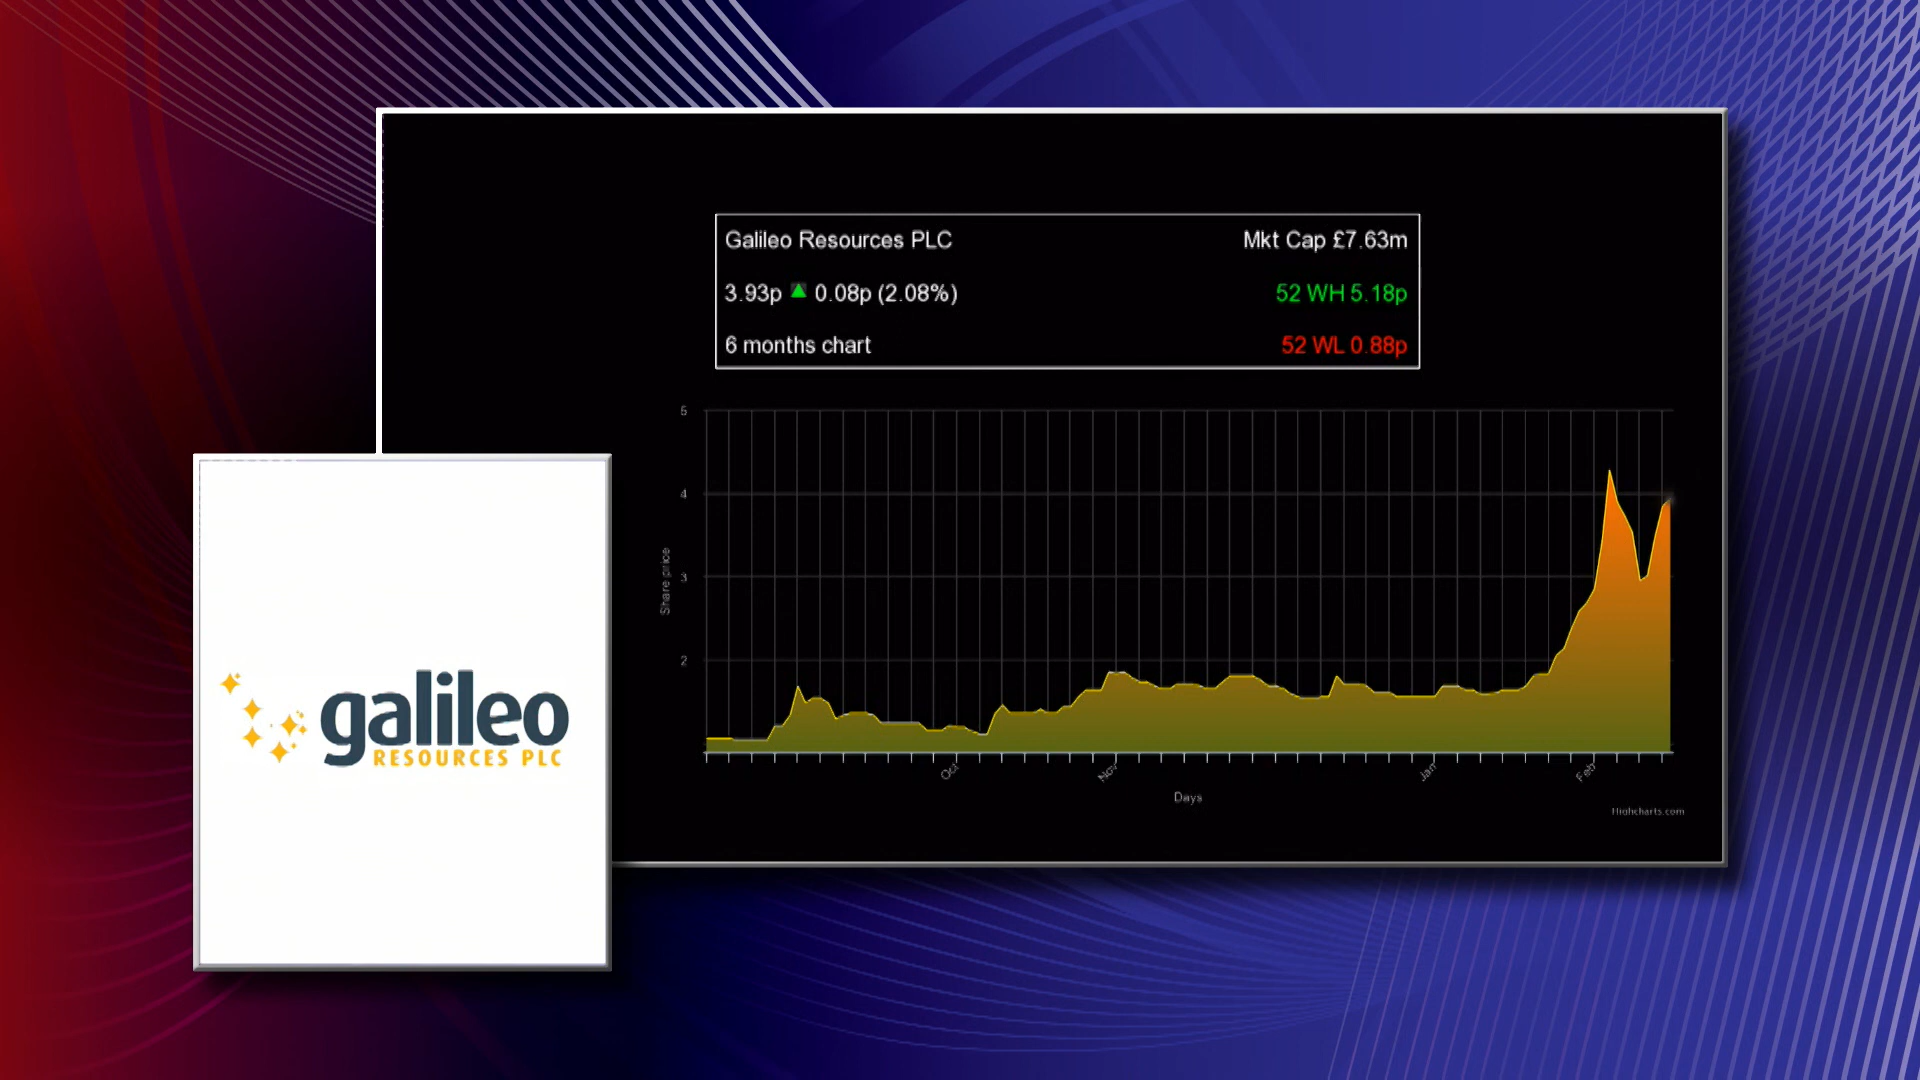 Galileo Resources PLC
Mkt Cap £7.63m
3.93p ▲ 0.08p (2.08%)
52 WH 5.18p
6 months chart
52 WL 0.88p
5
4
3
2
Share price
Oct
Nov
Jan
Feb
Days
Highcharts.com
galileo
RESOURCES PLC